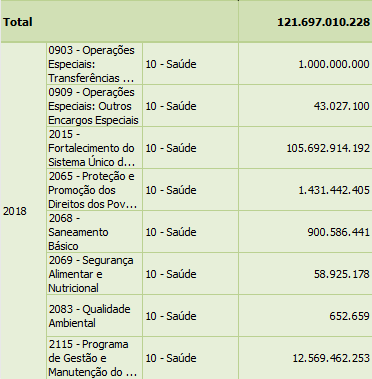 Total 121.697.010.228
0903 - Operações
Especiais: 10 - Saúde 1.000.000.000
Transferências ...
0909 - Operações
Especiais: Outros 10 - Saúde 43.027.100
Encargos Especiais
2015 -
Fortalecimento do 10 - Saúde 105.692.914.192
Sistema Único d...
2065 - Proteção e
Promoção dos 10 - Saúde 1.431.442.405
Direitos dos Pov...
2018
2068 -
Saneamento 10 - Saúde 900.586.441
Básico
2069 - Segurança
Alimentar e 10 - Saúde 58.925.178
Nutricional
2083 - Qualidade 10 - Saúde 652.659
Ambiental
2115 - Programa
de Gestão e 10 - Saúde 12.569.462.253
Manutenção do ...